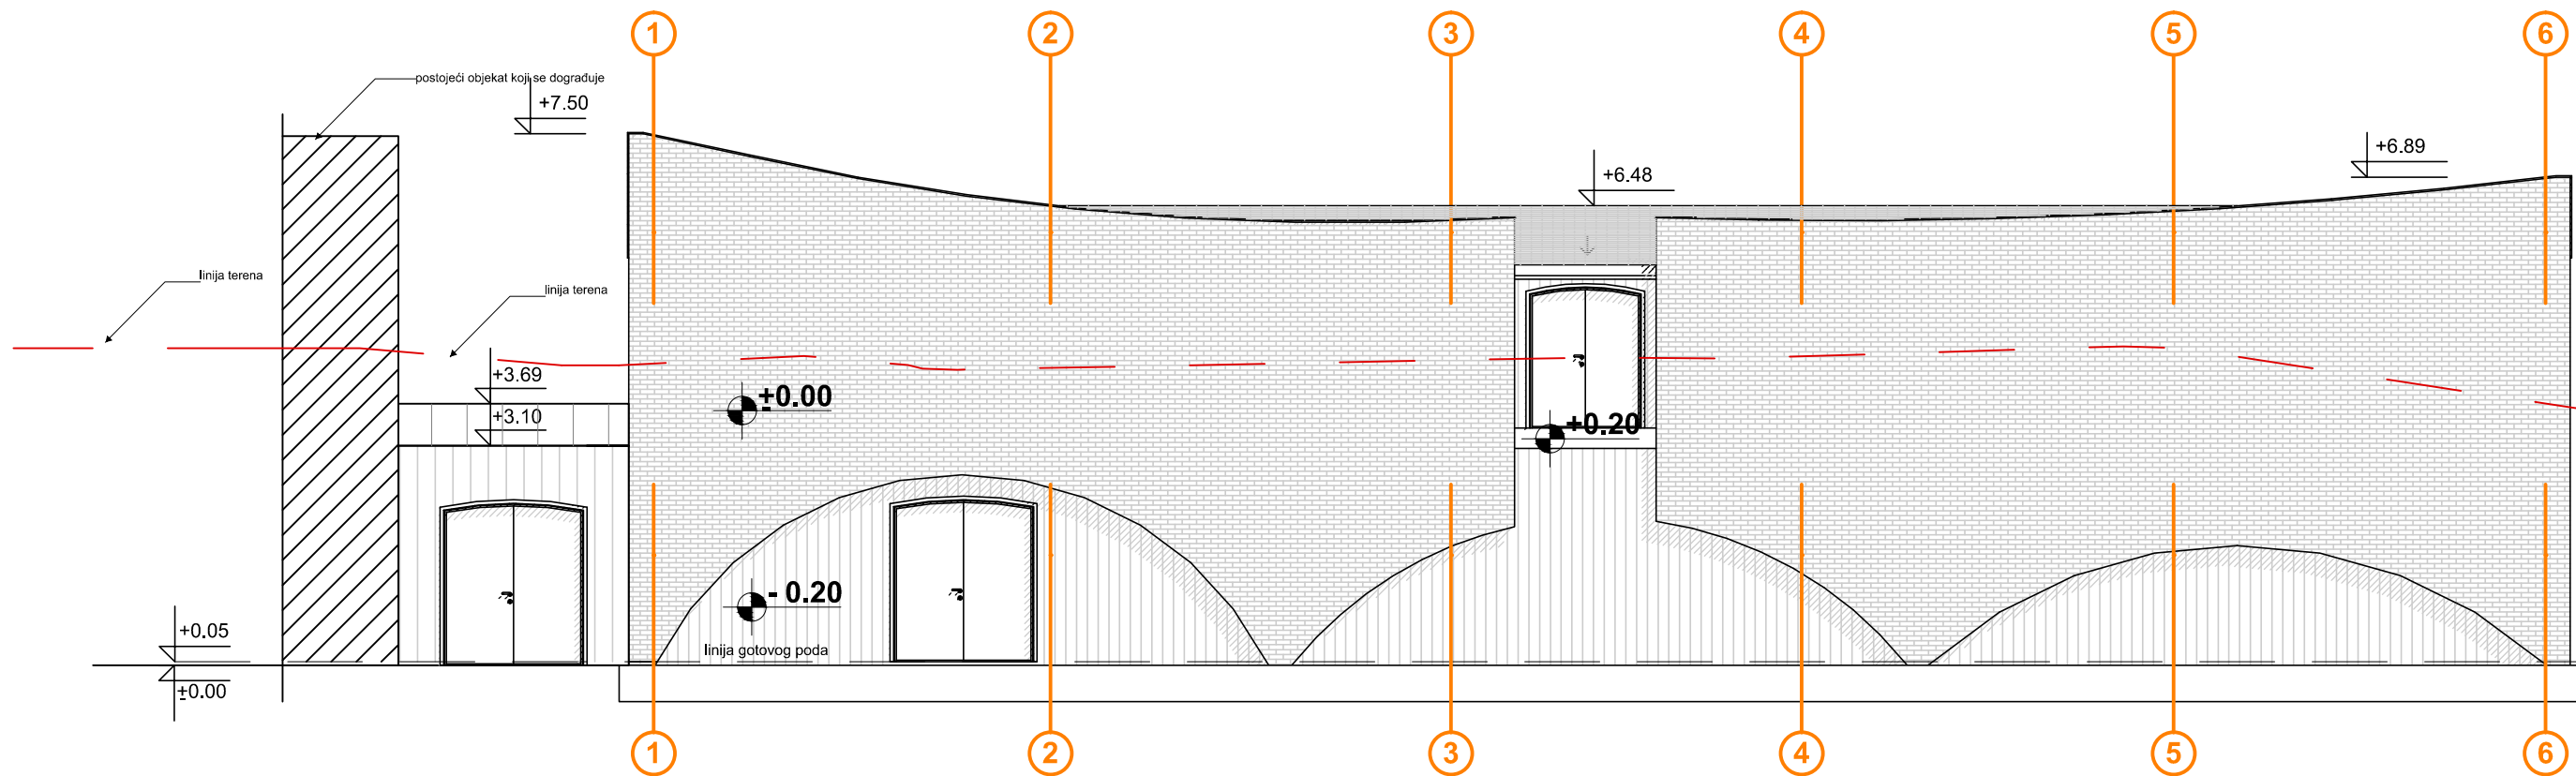 1 2 3 4 5 6
postojeći objekat koji se dograđuje
+7.50
+6.89
+6.48
linija terena
linija terena
+3.69
±0.00
+3.10
+0.20
- 0.20
+0.05
linija gotovog poda
±0.00
1 2 3 4 5 6